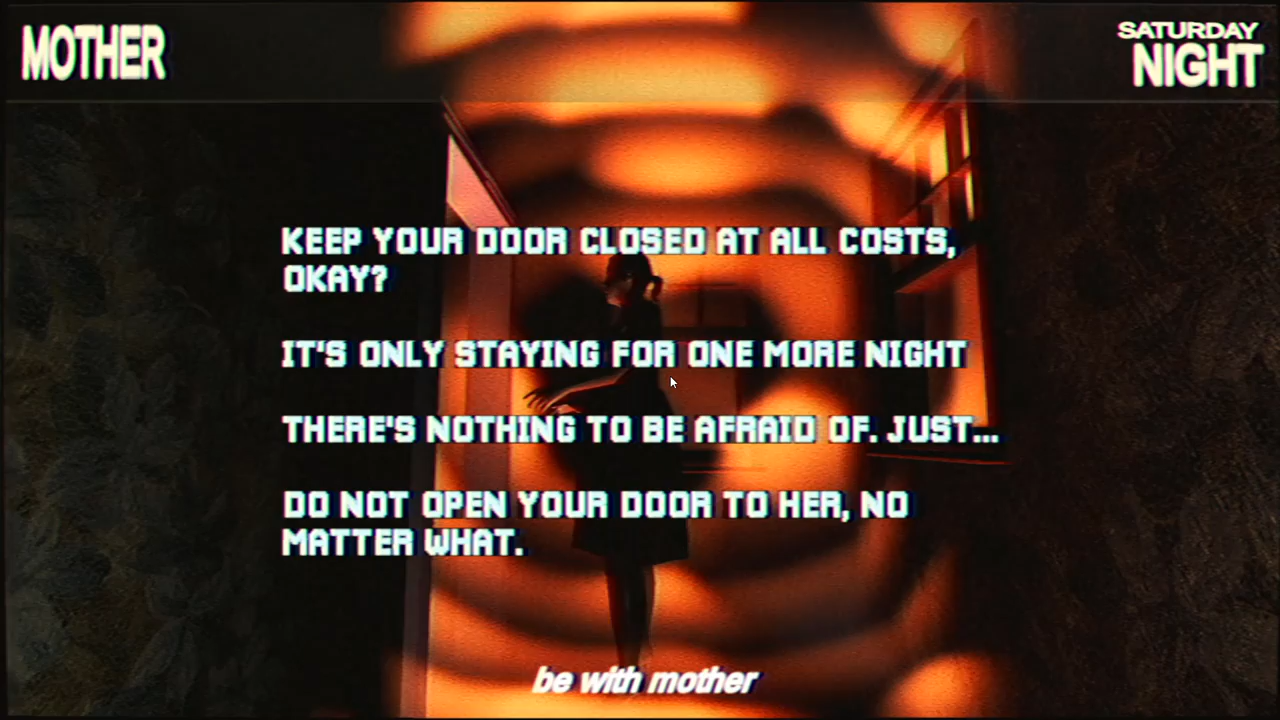 MOTHER
SATURDAY
NIGHT
KEEP YOUR DOOR CLOSED AT ALL COSTS,
OKAY?
IT'S ONLY STAYING FOR ONE MORE NIGHT
THERE'S NOTHING TO BE AFRAID OF. JUST...
DO NOT OPEN YOUR DOOR TO HER, NO
MATTER WHAT.
be with mother